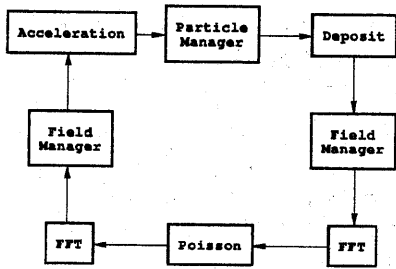 Acceleration
Particle
Manager
Deposit
Field
Manager
Field
Manager
FFT
Poisson
FFT